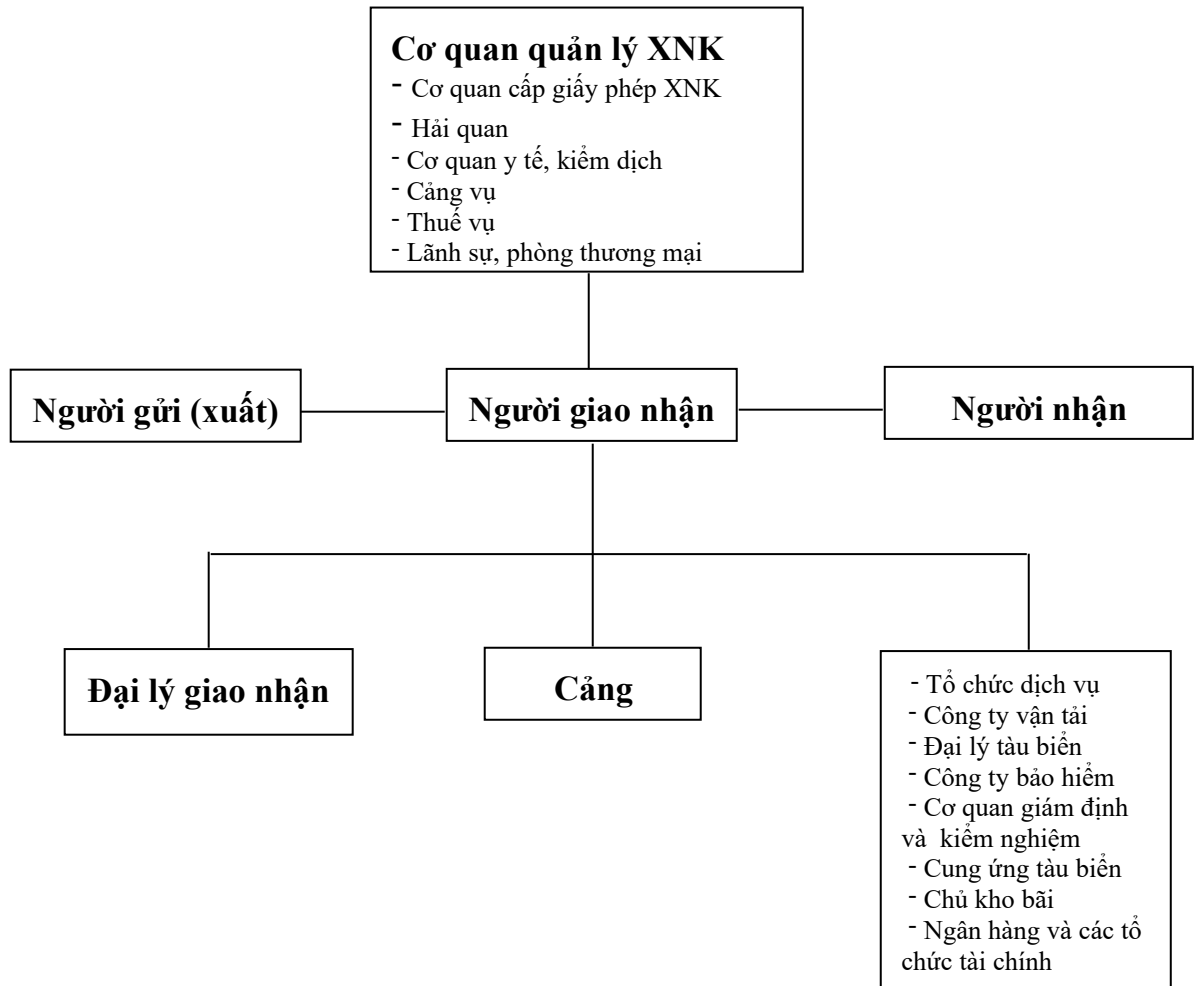 Cơ quan quản lý XNK
- Cơ quan cấp giấy phép XNK
- Hải quan
- Cơ quan y tế, kiểm dịch
- Cảng vụ
- Thuế vụ
- Lãnh sự, phòng thương mại
Người gửi (xuất)
Người giao nhận
Người nhận
Đại lý giao nhận
Cảng
- Tổ chức dịch vụ
- Công ty vận tải
- Đại lý tàu biển
- Công ty bảo hiểm
- Cơ quan giám định
và kiểm nghiệm
- Cung ứng tàu biển
- Chủ kho bãi
- Ngân hàng và các tổ
chức tài chính